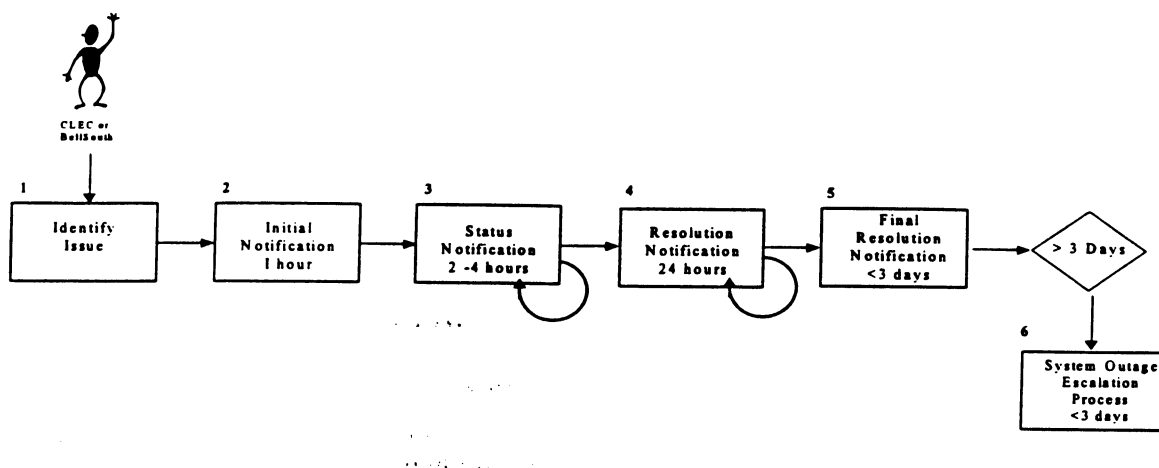 CLEC or
BellSouth
1
Identify
Issue
2
Initial
Notification
1 hour
3
Status
Notification
2 -4 hours
4
Resolution
Notification
24 hours
5
Final
Resolution
Notification
<3 days
> 3 Days
6
System Outage
Escalation
Process
<3 days